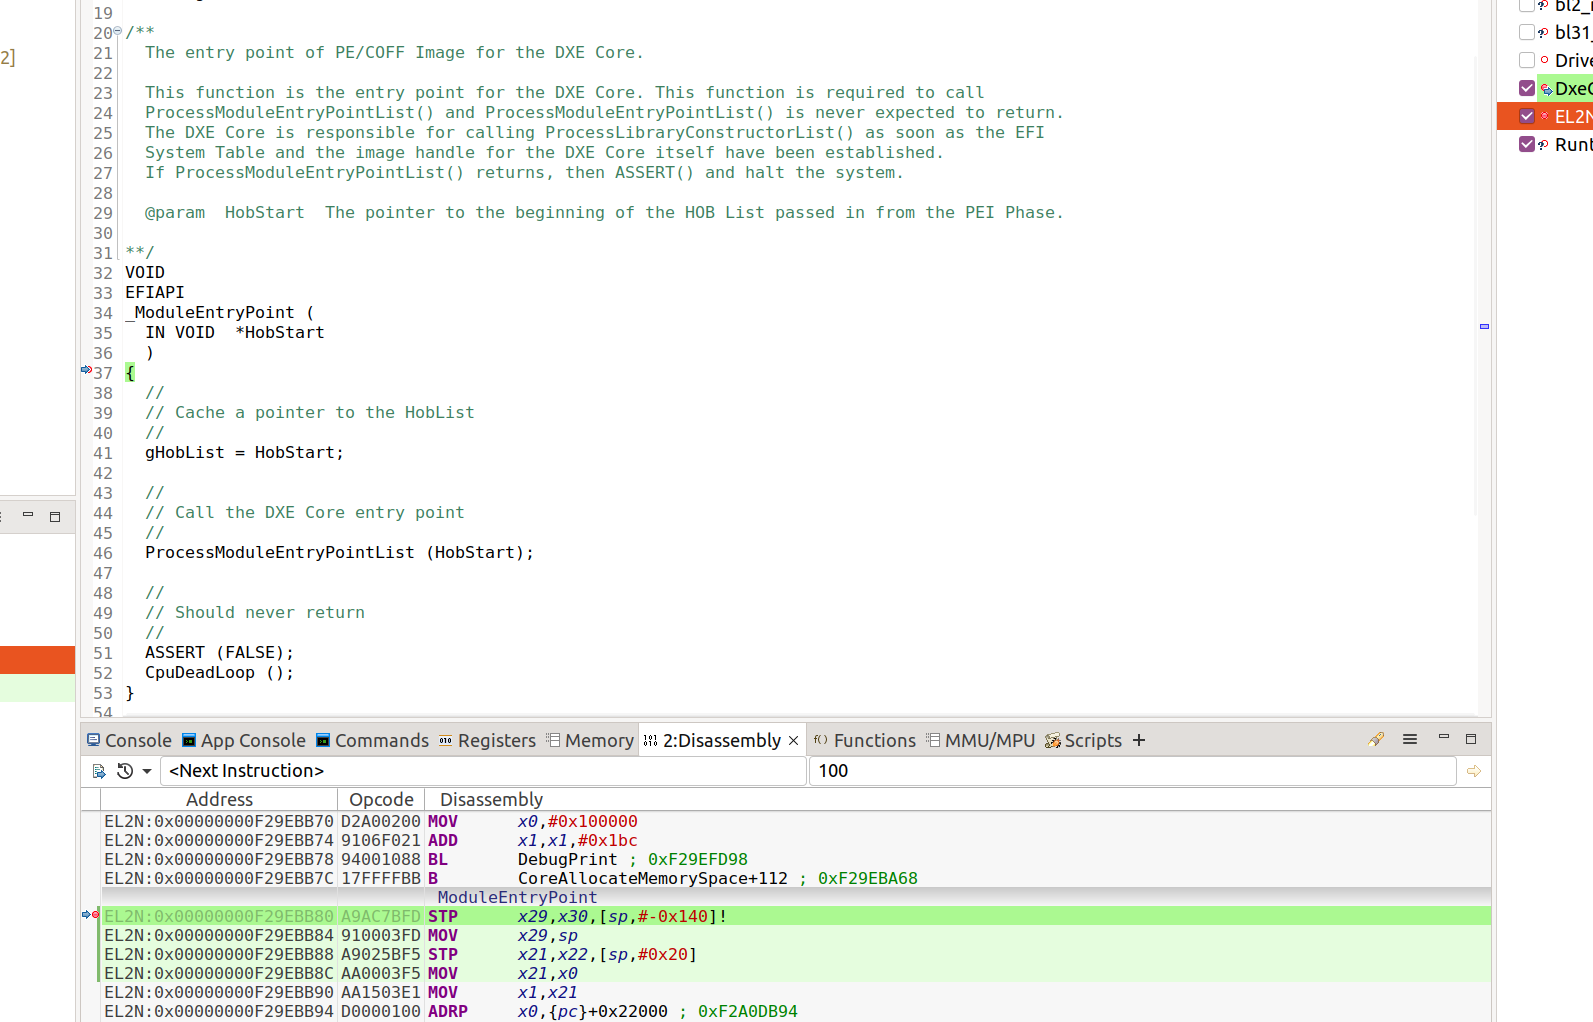 19
20 /**
21 The entry point of PE/COFF Image for the DXE Core.
22
23 This function is the entry point for the DXE Core. This function is required to call
24 ProcessModuleEntryPointList() and ProcessModuleEntryPointList() is never expected to return.
25 The DXE Core is responsible for calling ProcessLibraryConstructorList() as soon as the EFI
26 System Table and the image handle for the DXE Core itself have been established.
27 If ProcessModuleEntryPointList() returns, then ASSERT() and halt the system.
28
29 @param  HobStart  The pointer to the beginning of the HOB List passed in from the PEI Phase.
30
31 **/
32 VOID
33 EFIAPI
34 _ModuleEntryPoint (
35 IN VOID  *HobStart
36 )
37 {
38 //
39 // Cache a pointer to the HobList
40 //
41 gHobList = HobStart;
42
43 //
44 // Call the DXE Core entry point
45 //
46 ProcessModuleEntryPointList (HobStart);
47
48 //
49 // Should never return
50 //
51 ASSERT (FALSE);
52 CpuDeadLoop ();
53 }
54
2]
bl31
Drive
EL2N
Runt
Console App Console Commands Registers Memory 2:Disassembly × Functions MMU/MPU Scripts +
<Next Instruction> 100
Address Opcode Disassembly
EL2N:0x00000000F29EBB70 D2A00200 MOV x0,#0x100000
EL2N:0x00000000F29EBB74 9106F021 ADD x1,x1,#0x1bc
EL2N:0x00000000F29EBB78 94001088 BL DebugPrint ; 0xF29EFD98
EL2N:0x00000000F29EBB7C 17FFFFBB B CoreAllocateMemorySpace+112 ; 0xF29EBA68
_ModuleEntryPoint
EL2N:0x00000000F29EBB80 A9AC7BFD STP x29,x30,[sp,#-0x140]!
EL2N:0x00000000F29EBB84 910003FD MOV x29,sp
EL2N:0x00000000F29EBB88 A9025BF5 STP x21,x22,[sp,#0x20]
EL2N:0x00000000F29EBB8C AA0003F5 MOV x21,x0
EL2N:0x00000000F29EBB90 AA1503E1 MOV x1,x21
EL2N:0x00000000F29EBB94 D0000100 ADRP x0,{pc}+0x22000 ; 0xF2A0DB94